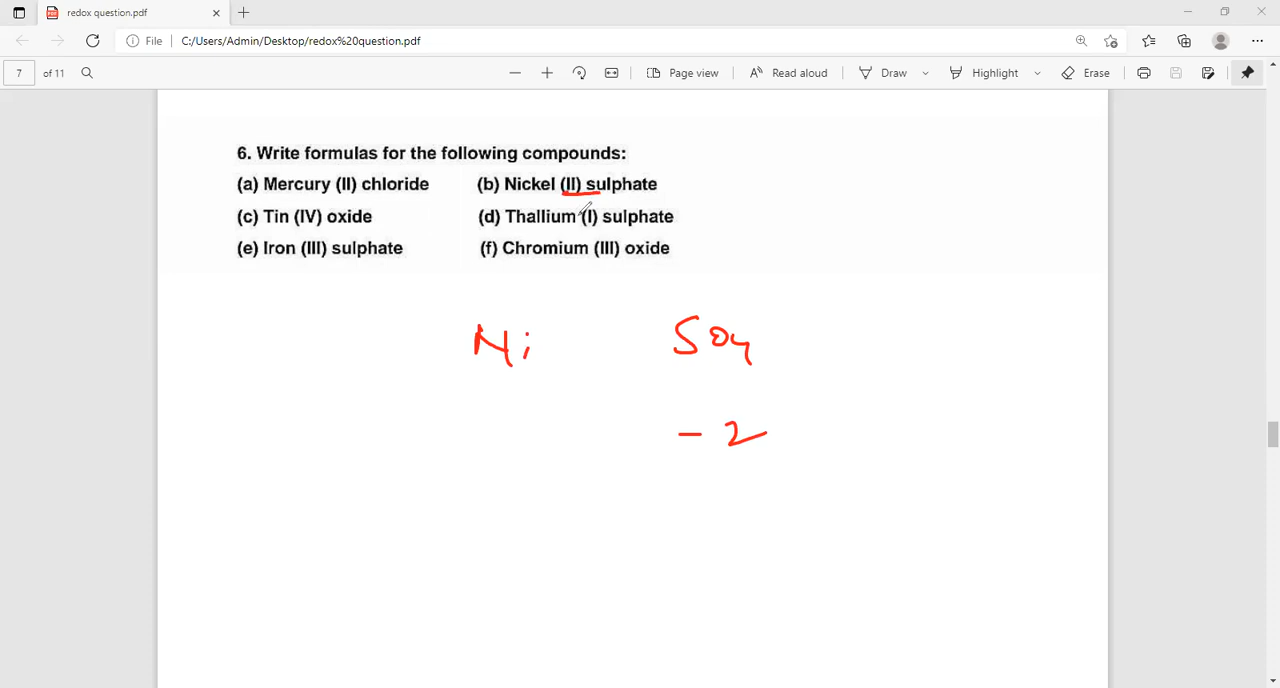 redox question.pdf
File C:/Users/Admin/Desktop/redox%20question.pdf
7 of 11 Page view Read aloud Draw Highlight Erase
6. Write formulas for the following compounds:
(a) Mercury (II) chloride (b) Nickel (II) sulphate
(c) Tin (IV) oxide (d) Thallium (I) sulphate
(e) Iron (III) sulphate (f) Chromium (III) oxide
Ni SO4
- 2